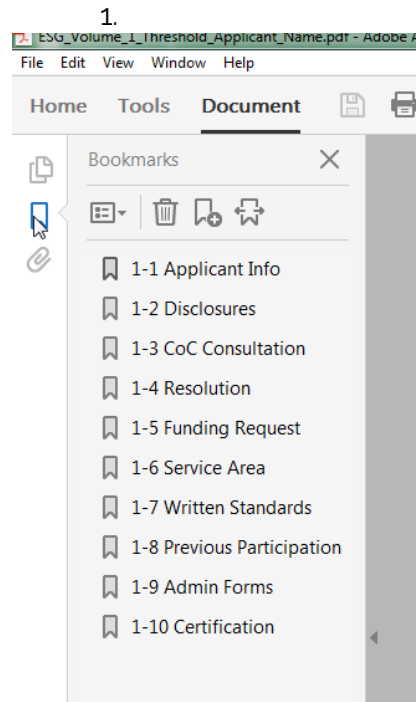 1.
ESG_Volume_1_Threshold_Applicant_Name.pdf - Adobe A
File Edit View Window Help
Home Tools Document
Bookmarks
1-1 Applicant Info
1-2 Disclosures
1-3 CoC Consultation
1-4 Resolution
1-5 Funding Request
1-6 Service Area
1-7 Written Standards
1-8 Previous Participation
1-9 Admin Forms
1-10 Certification